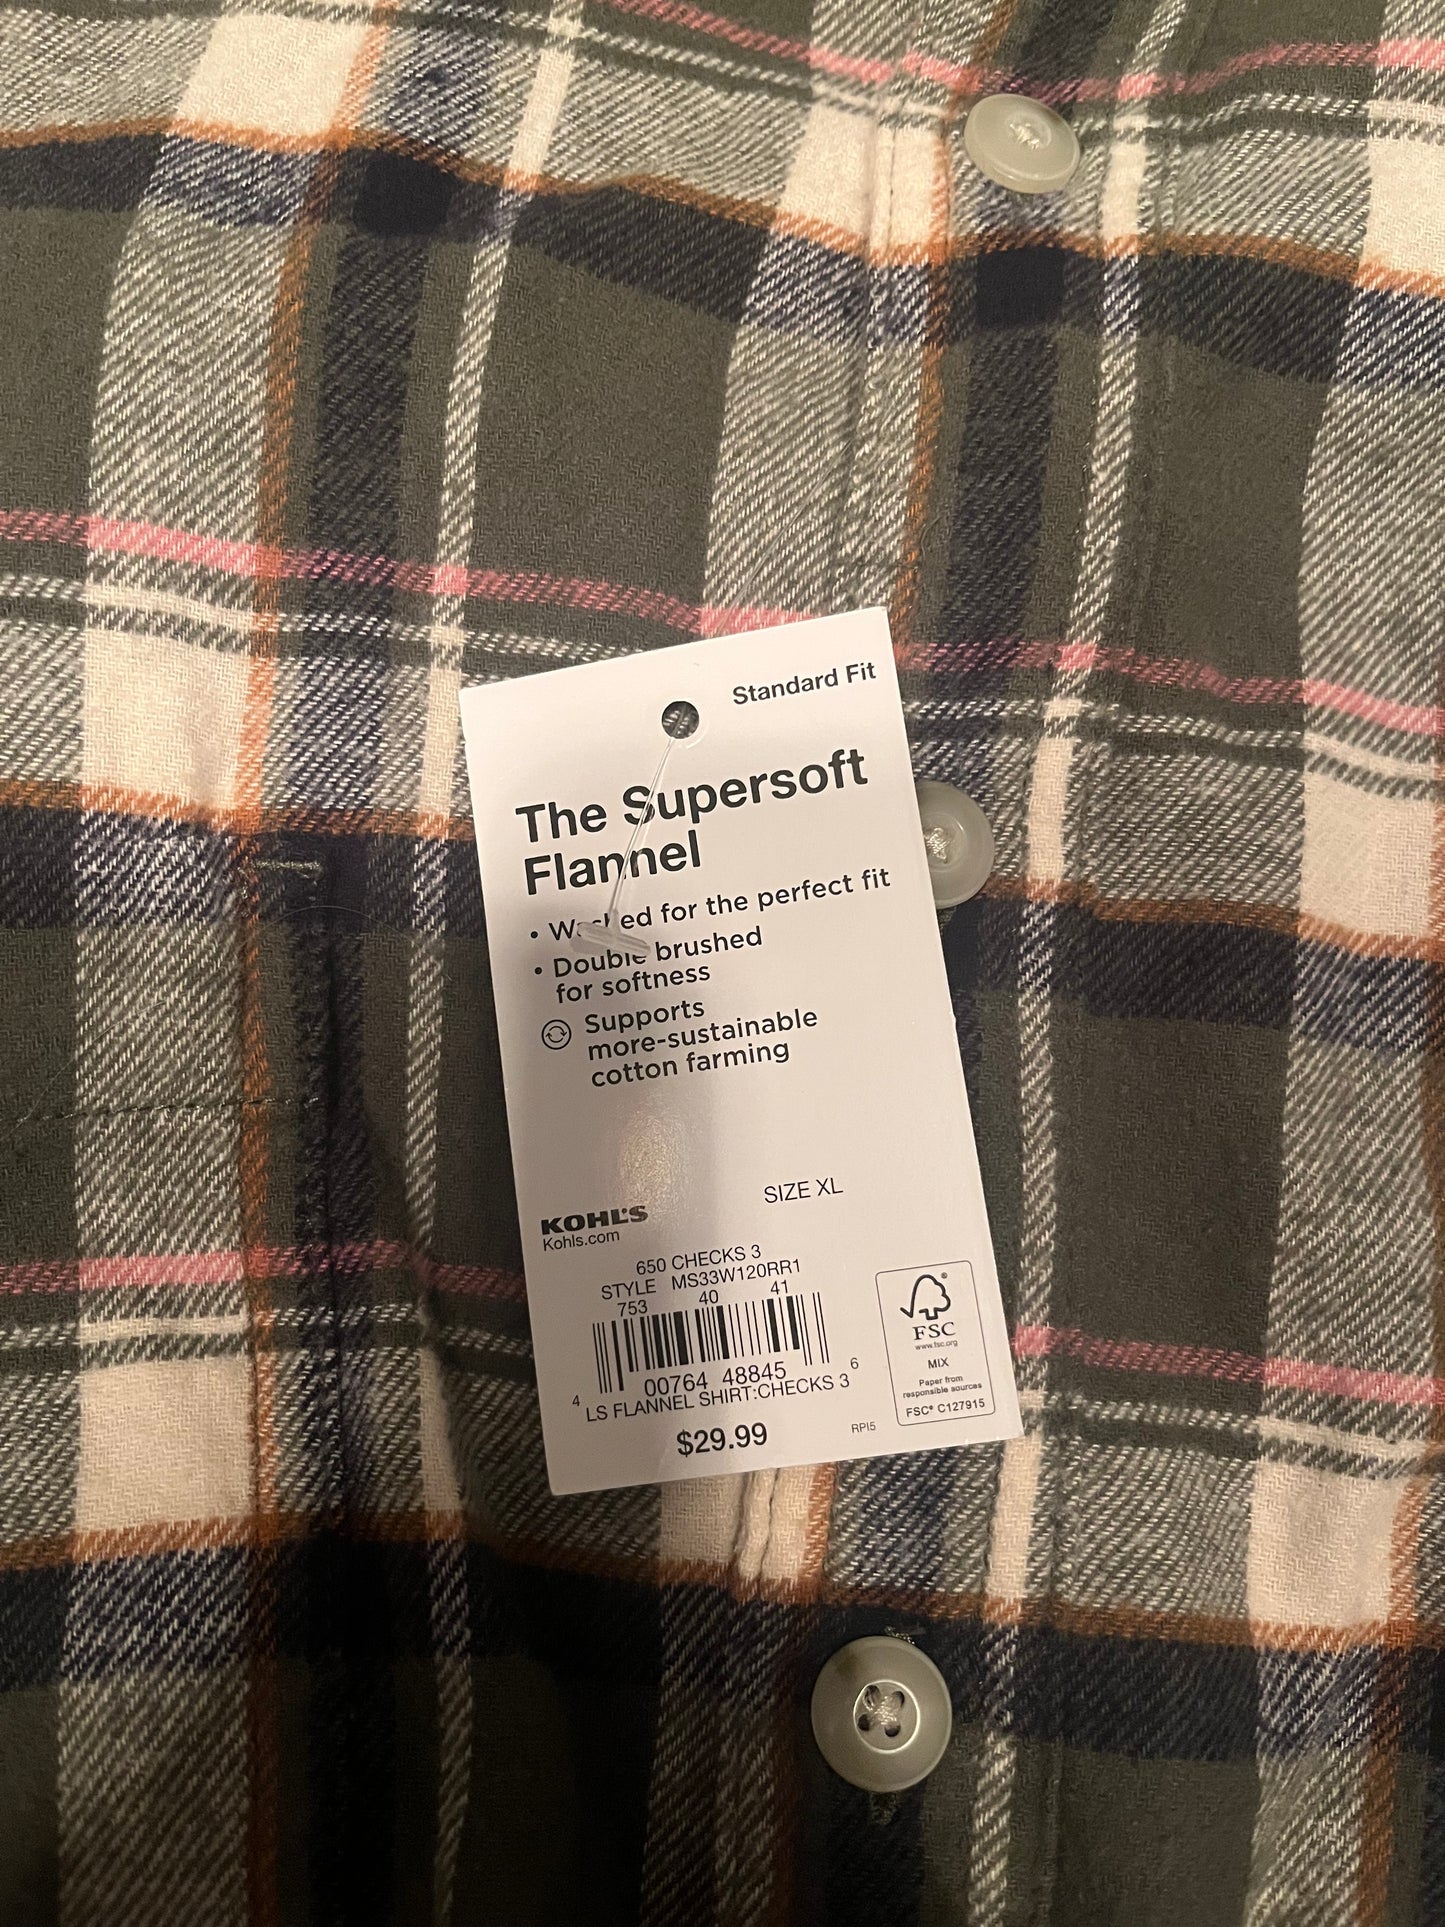 Standard Fit
The Supersoft
Flannel
• Washed for the perfect fit
• Double brushed
for softness
Supports
more-sustainable
cotton farming
SIZE XL
KOHL'S
Kohls.com
650 CHECKS 3
STYLE MS33W120RR1
753 40 41
4 00764 48845 6
LS FLANNEL SHIRT:CHECKS 3
$29.99
RPI5
®
FSC
www.fsc.org
MIX
Paper from
responsible sources
FSC® C127915